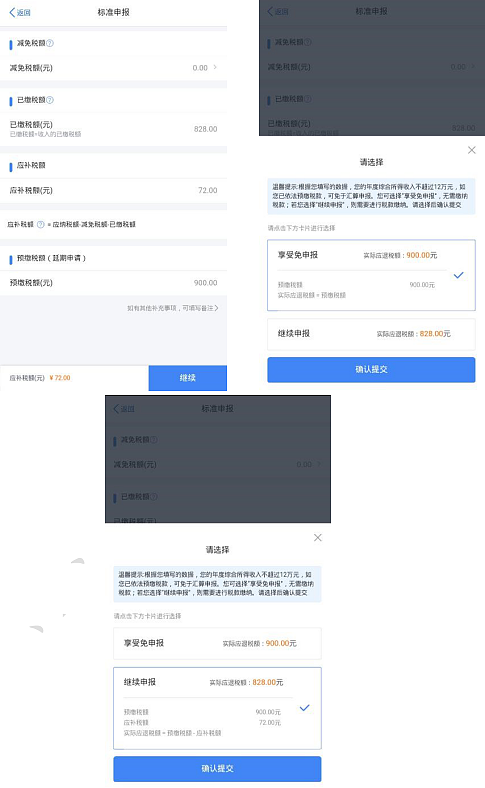 返回
标准申报
减免税额?
减免税额(元) 0.00
已缴税额?
已缴税额(元) 828.00
已缴税额=收入的已缴税额
应补税额
应补税额(元) 72.00
应补税额 ? = 应纳税额-减免税额-已缴税额
预缴税额（延期申请）
预缴税额(元) 900.00
如有其他补充事项，可填写备注
应补税额(元) ￥72.00
继续
返回
标准申报
减免税额?
减免税额(元) 0.00
已缴税额?
已缴税额(元) 828.00
请选择
温馨提示:根据您填写的数据，您的年度综合所得收入不超过12万元，如
您已依法预缴税款，可免于汇算申报。您可选择"享受免申报"，无需缴纳
税款；若您选择"继续申报"，则需要进行税款缴纳。请选择后确认提交
请点击下方卡片进行选择
享受免申报 实际应退税额：900.00元
预缴税额 900.00元
实际应退税额 = 预缴税额
继续申报 实际应退税额：828.00元
确认提交
返回
标准申报
减免税额?
减免税额(元) 0.00
已缴税额?
已缴税额(元)
请选择
温馨提示:根据您填写的数据，您的年度综合所得收入不超过12万元，如
您已依法预缴税款，可免于汇算申报。您可选择"享受免申报"，无需缴纳
税款；若您选择"继续申报"，则需要进行税款缴纳。请选择后确认提交
请点击下方卡片进行选择
享受免申报 实际应退税额：900.00元
继续申报 实际应退税额：828.00元
预缴税额 900.00元
应补税额 72.00元
实际应退税额 = 预缴税额 - 应补税额
确认提交